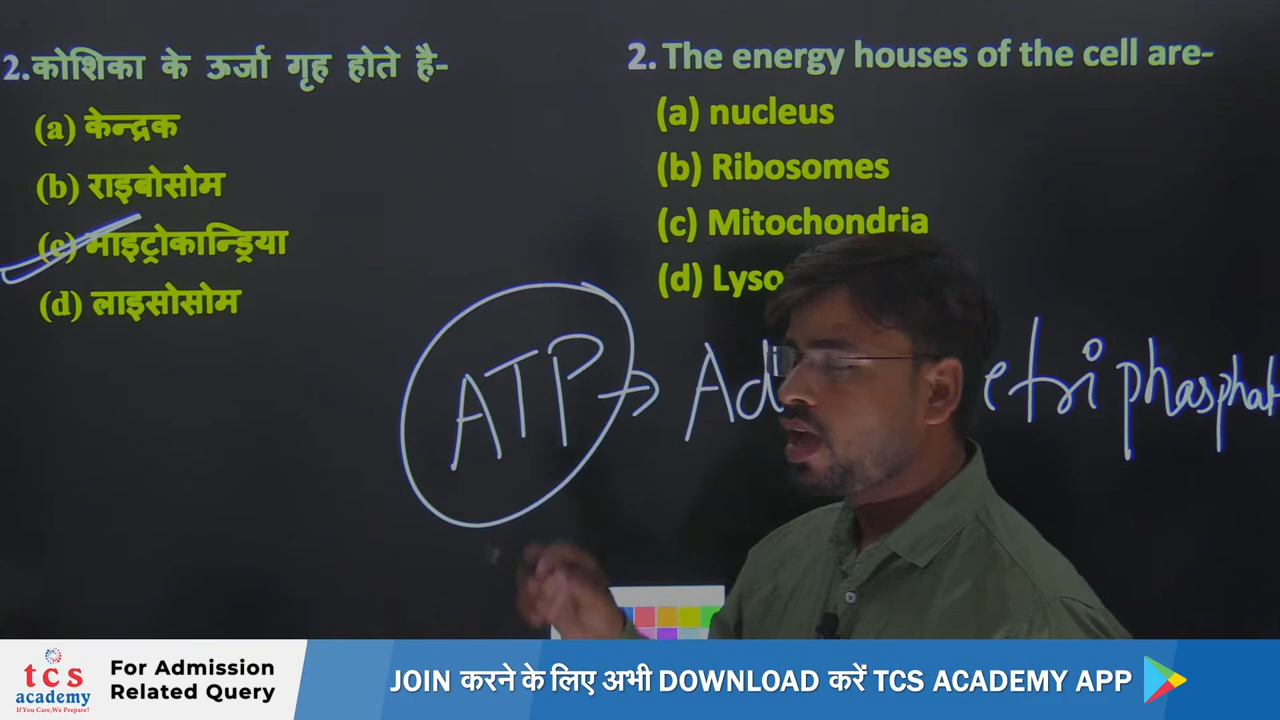 2.कोशिका के ऊर्जा गृह होते है-
(a) केन्द्रक
(b) राइबोसोम
(c) माइट्रोकान्ड्रिया
(d) लाइसोसोम
2. The energy houses of the cell are-
(a) nucleus
(b) Ribosomes
(c) Mitochondria
(d) Lyso
ATP → Ad etriphasphat
tcs
academy
If You Care,We Prepare!
For Admission
Related Query
JOIN करने के लिए अभी DOWNLOAD करें TCS ACADEMY APP